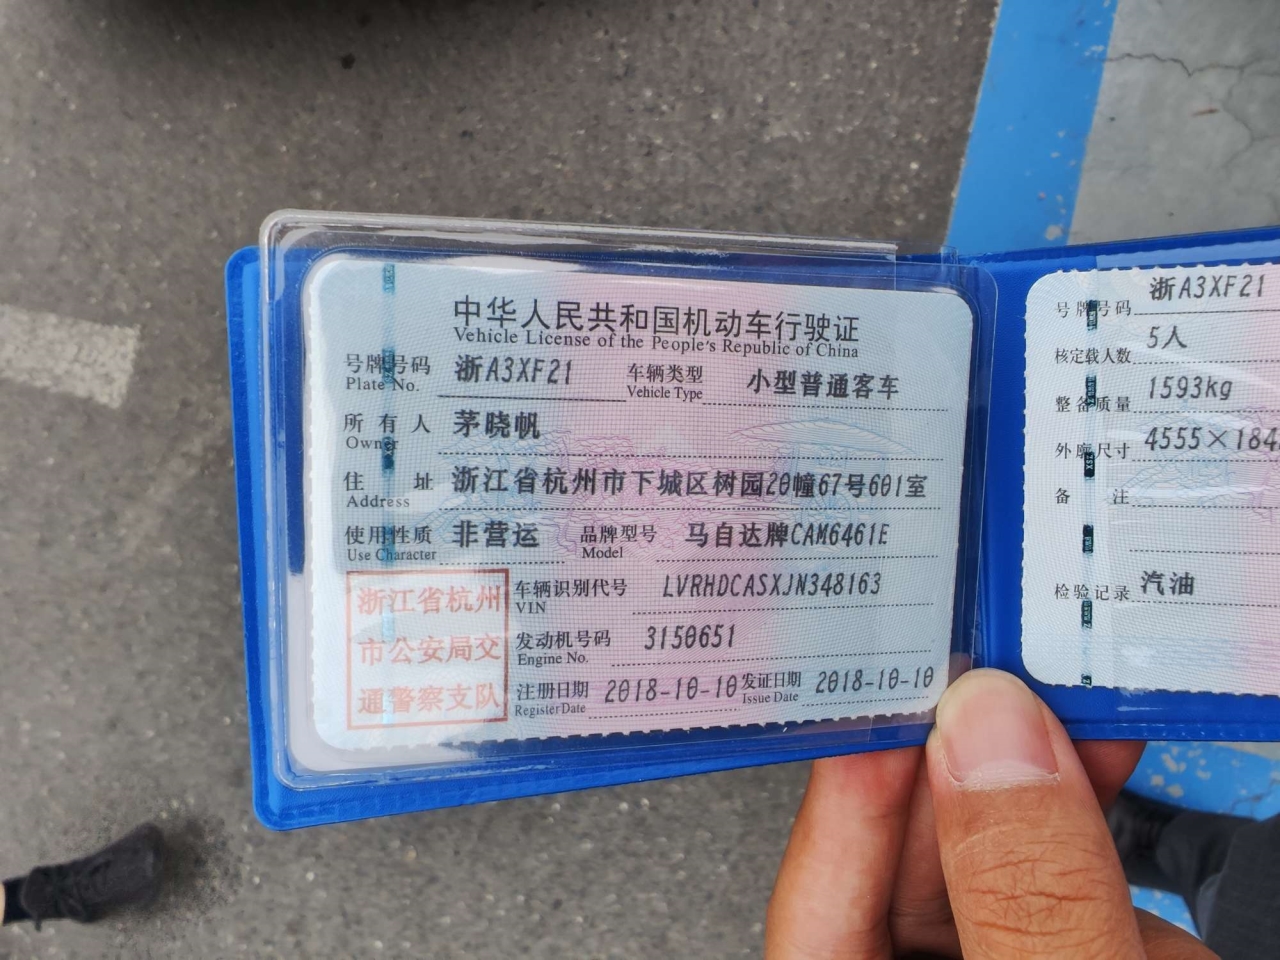 中华人民共和国机动车行驶证
Vehicle License of the People's Republic of China
号牌号码 浙A3XF21 车辆类型 小型普通客车
Plate No. Vehicle Type
所有人 茅晓帆
Owner
住址 浙江省杭州市下城区树园20幢67号601室
Address
使用性质 非营运 品牌型号 马自达牌CAM6461E
Use Character Model
浙江省杭州
市公安局交
通警察支队
车辆识别代号 LVRHDCASXJN348163
VIN
发动机号码 3150651
Engine No.
注册日期 2018-10-10 发证日期 2018-10-10
Register Date Issue Date
号牌号码 浙A3XF21
核定载人数 5人
整备质量 1593kg
外廓尺寸 4555×184
备注
检验记录 汽油